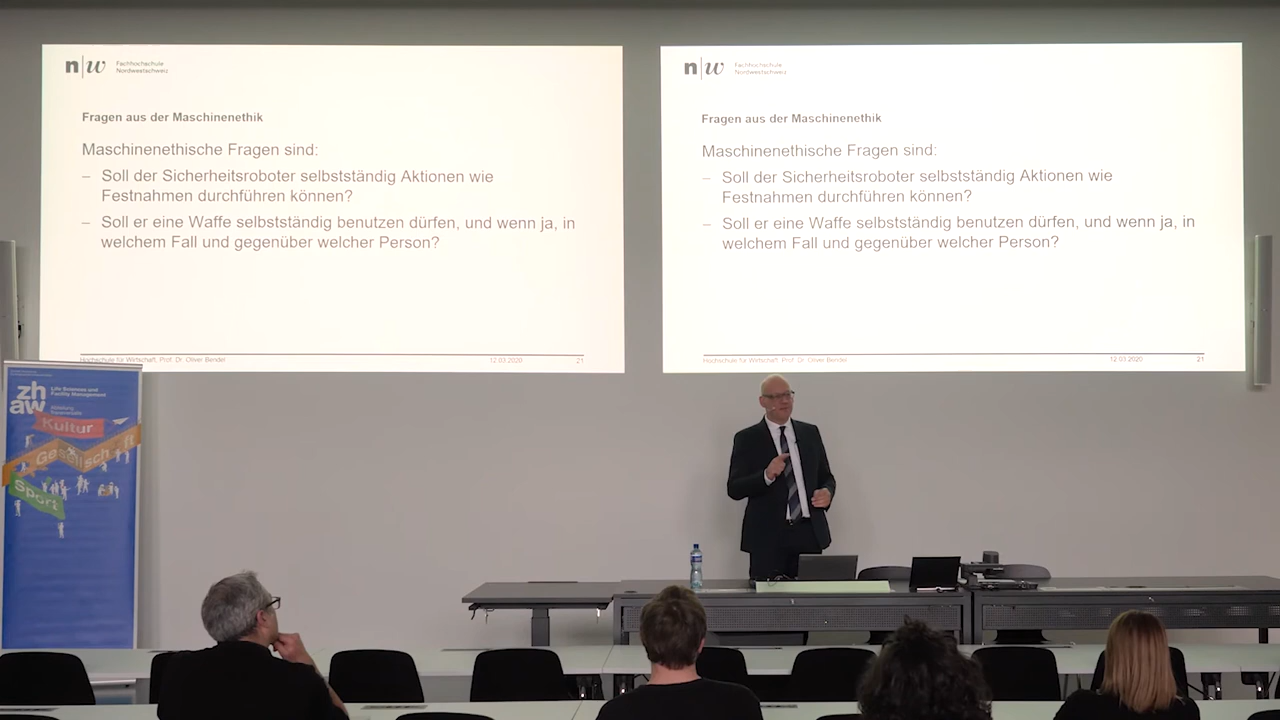 n|w Fachhochschule
Nordwestschweiz
Fragen aus der Maschinenethik
Maschinenethische Fragen sind:
– Soll der Sicherheitsroboter selbstständig Aktionen wie
Festnahmen durchführen können?
– Soll er eine Waffe selbstständig benutzen dürfen, und wenn ja, in
welchem Fall und gegenüber welcher Person?
Hochschule für Wirtschaft, Prof. Dr. Oliver Bendel 12.03.2020 21
n|w Fachhochschule
Nordwestschweiz
Fragen aus der Maschinenethik
Maschinenethische Fragen sind:
– Soll der Sicherheitsroboter selbstständig Aktionen wie
Festnahmen durchführen können?
– Soll er eine Waffe selbstständig benutzen dürfen, und wenn ja, in
welchem Fall und gegenüber welcher Person?
Hochschule für Wirtschaft, Prof. Dr. Oliver Bendel 12.03.2020 21
zh
aw
Life Sciences und
Facility Management
Kultur
Gesellschaft
Sport